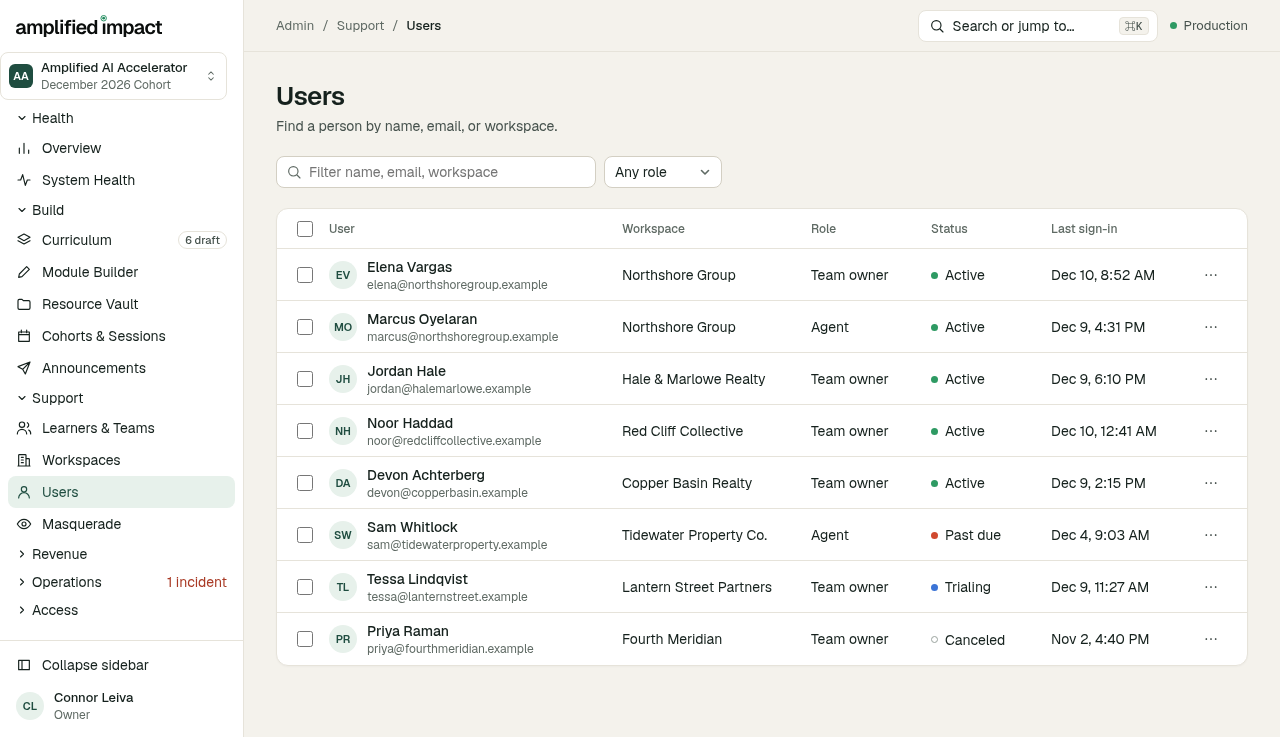 amplified impact
AA
Amplified AI Accelerator
December 2026 Cohort
Health
Overview
System Health
Build
Curriculum 6 draft
Module Builder
Resource Vault
Cohorts & Sessions
Announcements
Support
Learners & Teams
Workspaces
Users
Masquerade
Revenue
Operations 1 incident
Access
Collapse sidebar
CL
Connor Leiva
Owner
Admin / Support / Users
Search or jump to… ⌘K
Production
Users
Find a person by name, email, or workspace.
Filter name, email, workspace
Any role
User Workspace Role Status Last sign-in
EV Elena Vargas Northshore Group Team owner Active Dec 10, 8:52 AM ···
elena@northshoregroup.example
MO Marcus Oyelaran Northshore Group Agent Active Dec 9, 4:31 PM ···
marcus@northshoregroup.example
JH Jordan Hale Hale & Marlowe Realty Team owner Active Dec 9, 6:10 PM ···
jordan@halemarlowe.example
NH Noor Haddad Red Cliff Collective Team owner Active Dec 10, 12:41 AM ···
noor@redcliffcollective.example
DA Devon Achterberg Copper Basin Realty Team owner Active Dec 9, 2:15 PM ···
devon@copperbasin.example
SW Sam Whitlock Tidewater Property Co. Agent Past due Dec 4, 9:03 AM ···
sam@tidewaterproperty.example
TL Tessa Lindqvist Lantern Street Partners Team owner Trialing Dec 9, 11:27 AM ···
tessa@lanternstreet.example
PR Priya Raman Fourth Meridian Team owner Canceled Nov 2, 4:40 PM ···
priya@fourthmeridian.example